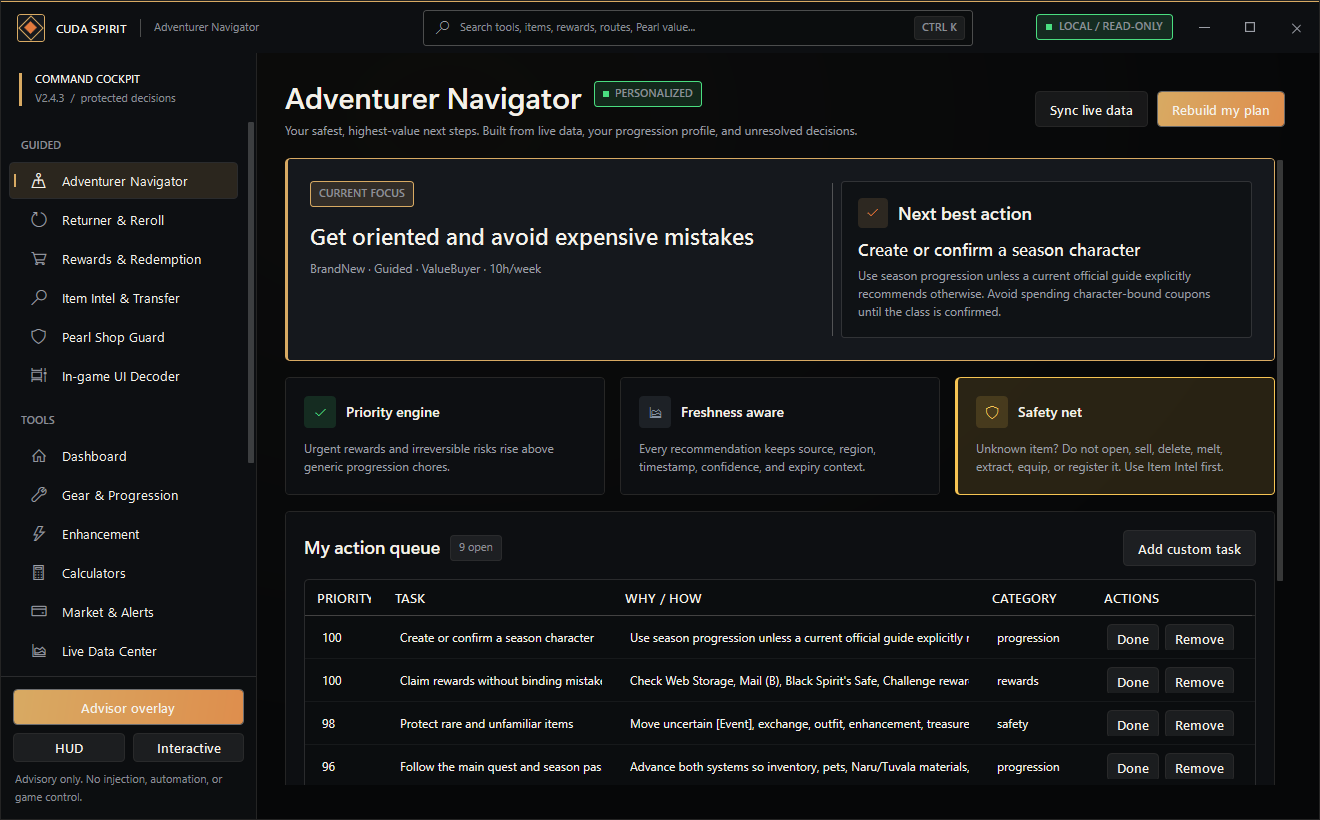 CUDA SPIRIT
Adventurer Navigator
Search tools, items, rewards, routes, Pearl value...
CTRL K
LOCAL / READ-ONLY
COMMAND COCKPIT
V2.4.3 / protected decisions
GUIDED
Adventurer Navigator
Returner & Reroll
Rewards & Redemption
Item Intel & Transfer
Pearl Shop Guard
In-game UI Decoder
TOOLS
Dashboard
Gear & Progression
Enhancement
Calculators
Market & Alerts
Live Data Center
Advisor overlay
HUD
Interactive
Advisory only. No injection, automation, or
game control.
Adventurer Navigator
PERSONALIZED
Your safest, highest-value next steps. Built from live data, your progression profile, and unresolved decisions.
Sync live data
Rebuild my plan
CURRENT FOCUS
Get oriented and avoid expensive mistakes
BrandNew · Guided · ValueBuyer · 10h/week
Next best action
Create or confirm a season character
Use season progression unless a current official guide explicitly
recommends otherwise. Avoid spending character-bound coupons
until the class is confirmed.
Priority engine
Urgent rewards and irreversible risks rise above
generic progression chores.
Freshness aware
Every recommendation keeps source, region,
timestamp, confidence, and expiry context.
Safety net
Unknown item? Do not open, sell, delete, melt,
extract, equip, or register it. Use Item Intel first.
My action queue
9 open
Add custom task
PRIORITY TASK WHY / HOW CATEGORY ACTIONS
100 Create or confirm a season character Use season progression unless a current official guide explicitly progression Done Remove
100 Claim rewards without binding Check Web Storage, Mail (B), Black Spirit's Safe, Challenge rewards Done Remove
98 Protect rare and unfamiliar items Move uncertain [Event], exchange, outfit, enhancement, treasure safety Done Remove
96 Follow the main quest and season pas Advance both systems so inventory, pets, Naru/Tuvala materials, progression Done Remove